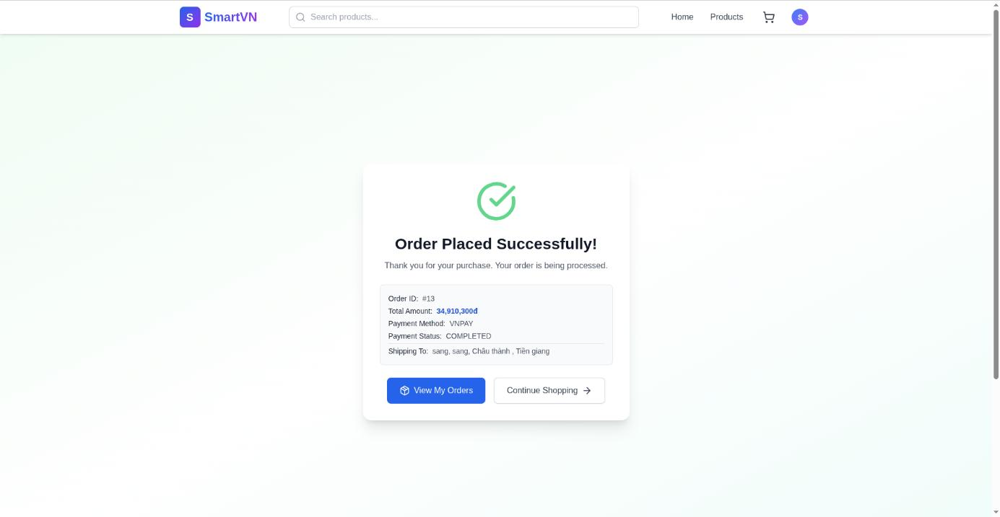 S SmartVN Search products... Home Products S
Order Placed Successfully!
Thank you for your purchase. Your order is being processed.
Order ID: #13
Total Amount: 34,910,300đ
Payment Method: VNPAY
Payment Status: COMPLETED
Shipping To: sang, sang, Châu thành , Tiền giang
View My Orders Continue Shopping